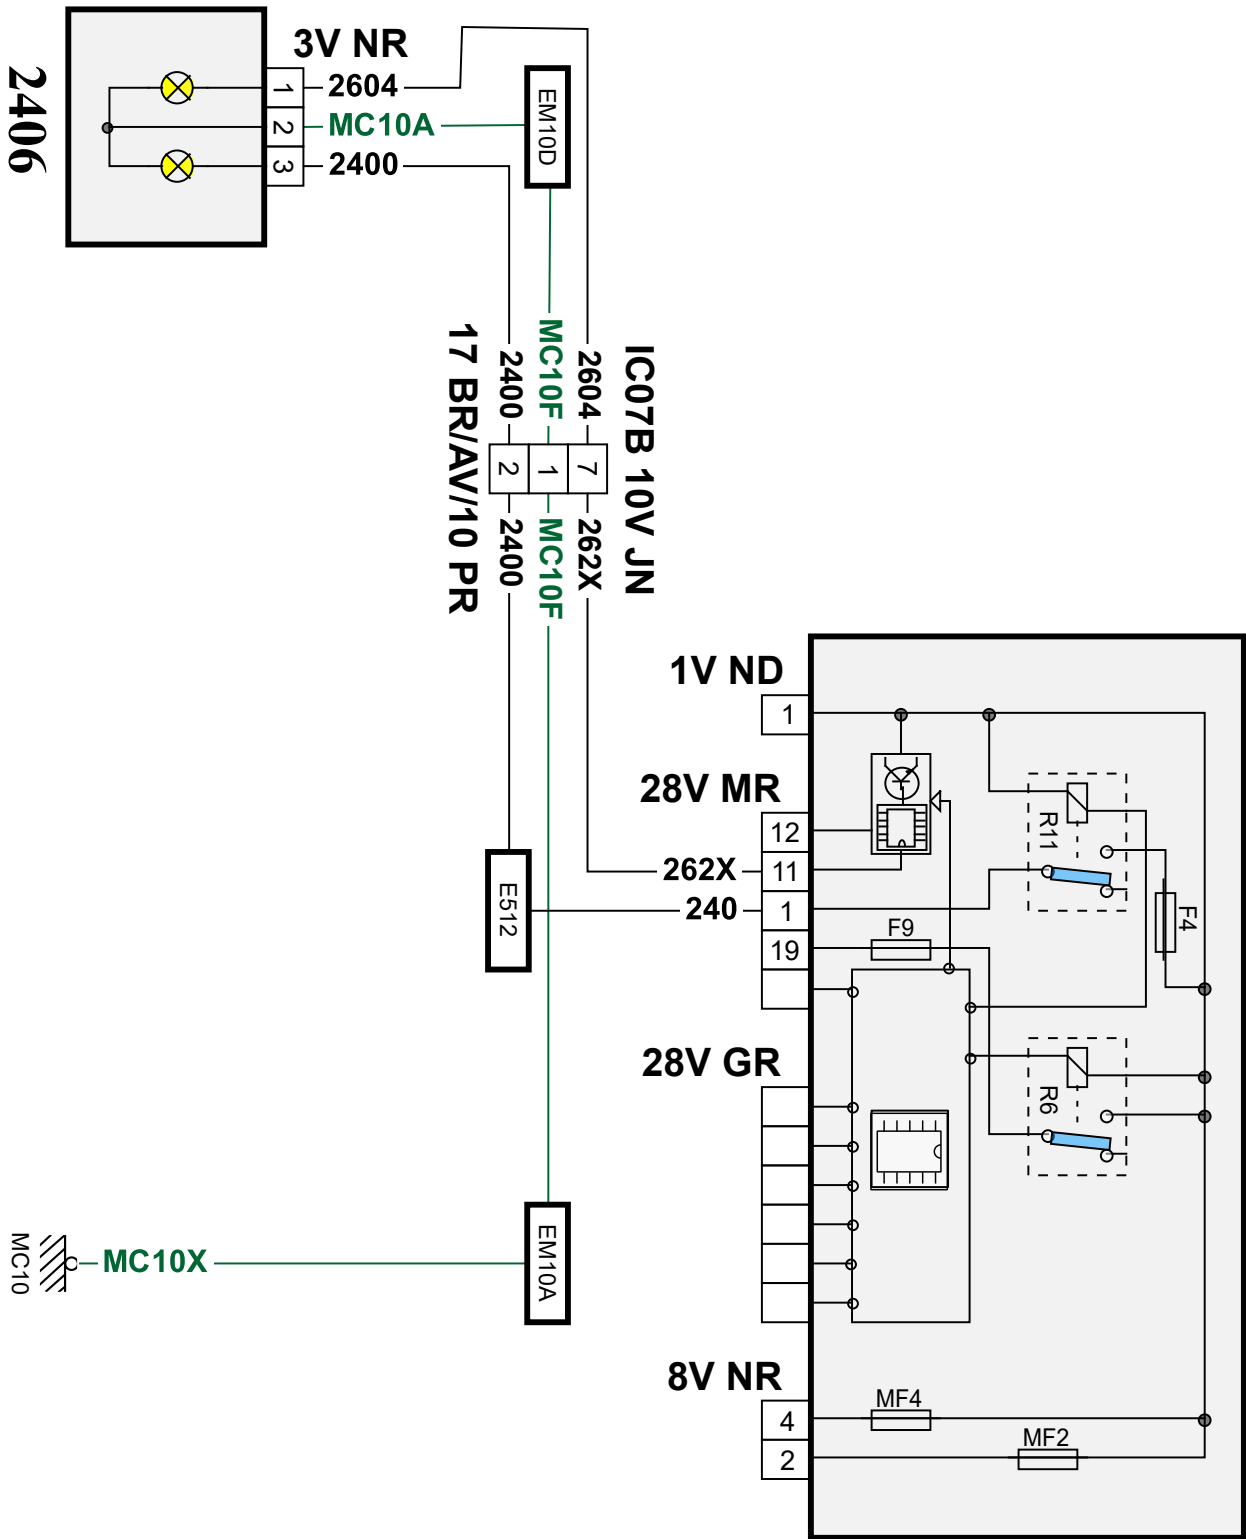 2406
3V NR
1
2604
2
MC10A
3
2400
EM10D
2400
MC10F
2604
IC07B 10V JN
17 BR/AV/10 PR
2
1
7
2400
MC10F
262X
1V ND
1
28V MR
12
262X
11
240
1
19
E512
R11
F4
F9
28V GR
R6
EM10A
MC10
MC10X
8V NR
4
MF4
2
MF2